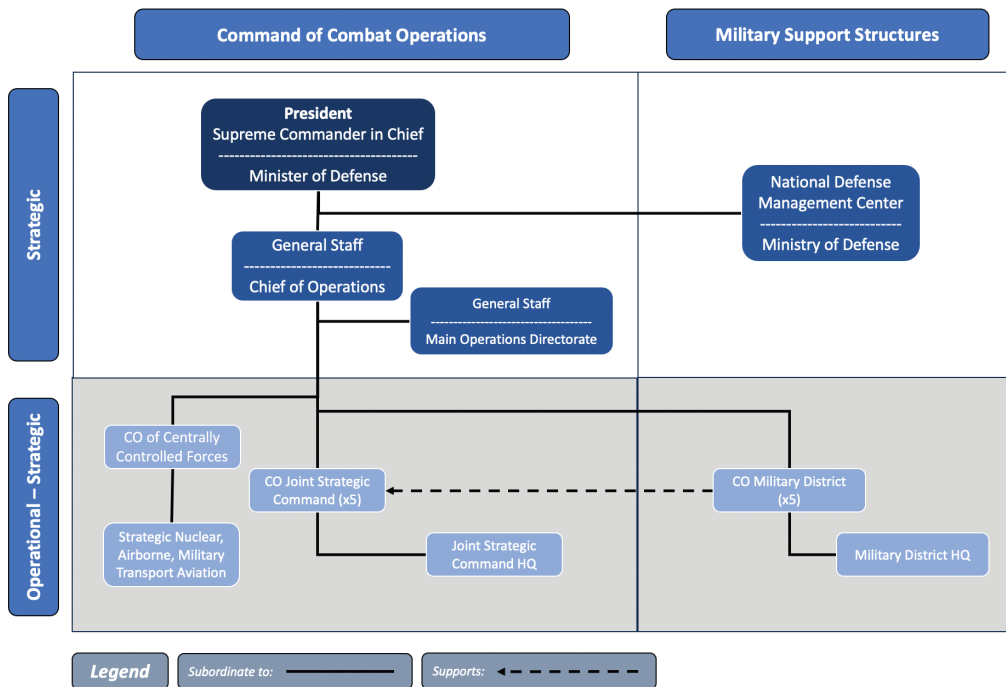 Command of Combat Operations
Military Support Structures
Strategic
President
Supreme Commander in Chief
---------------------------------------
Minister of Defense
National Defense
Management Center
---------------------------
Ministry of Defense
General Staff
----------------------------
Chief of Operations
General Staff
------------------------------------
Main Operations Directorate
Operational – Strategic
CO of Centrally
Controlled Forces
CO Joint Strategic
Command (x5)
CO Military District
(x5)
Strategic Nuclear,
Airborne, Military
Transport Aviation
Joint Strategic
Command HQ
Military District HQ
Legend
Subordinate to:
Supports: